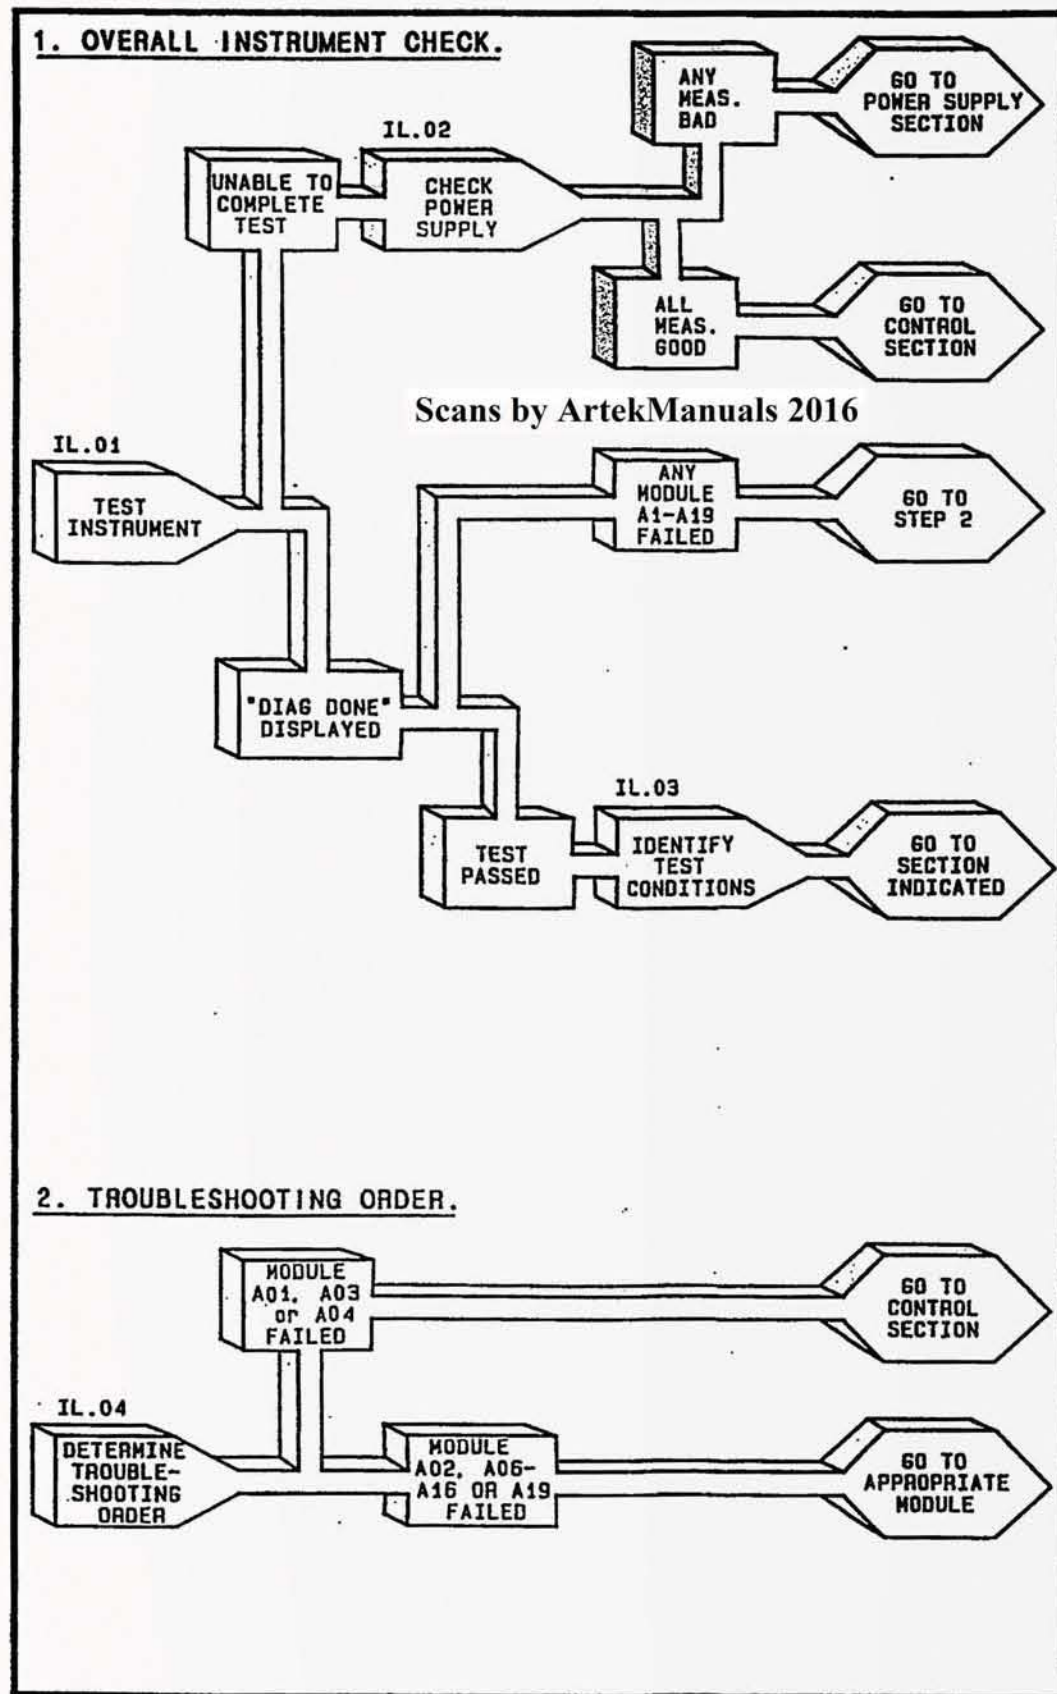 1. OVERALL INSTRUMENT CHECK.
ANY
MEAS.
BAD
GO TO
POWER SUPPLY
SECTION
IL.02
UNABLE TO
COMPLETE
TEST
CHECK
POWER
SUPPLY
ALL
MEAS.
GOOD
GO TO
CONTROL
SECTION
Scans by ArtekManuals 2016
IL.01
TEST
INSTRUMENT
ANY
MODULE
A1-A19
FAILED
GO TO
STEP 2
"DIAG DONE"
DISPLAYED
IL.03
TEST
PASSED
IDENTIFY
TEST
CONDITIONS
GO TO
SECTION
INDICATED
2. TROUBLESHOOTING ORDER.
MODULE
A01, A03
or A04
FAILED
GO TO
CONTROL
SECTION
IL.04
DETERMINE
TROUBLE-
SHOOTING
ORDER
MODULE
A02, A06-
A16 OR A19
FAILED
GO TO
APPROPRIATE
MODULE